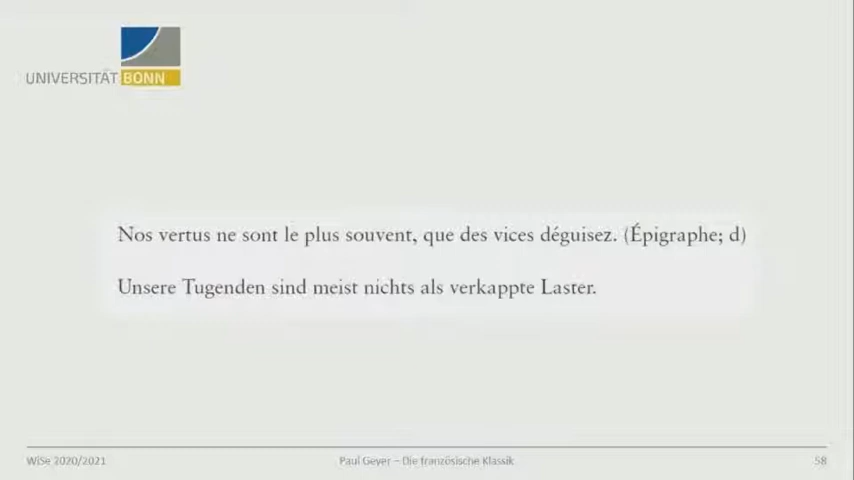 UNIVERSITÄT BONN
Nos vertus ne sont le plus souvent, que des vices déguisez. (Épigraphe; d)
Unsere Tugenden sind meist nichts als verkappte Laster.
WiSe 2020/2021
Paul Geyer – Die französische Klassik
58